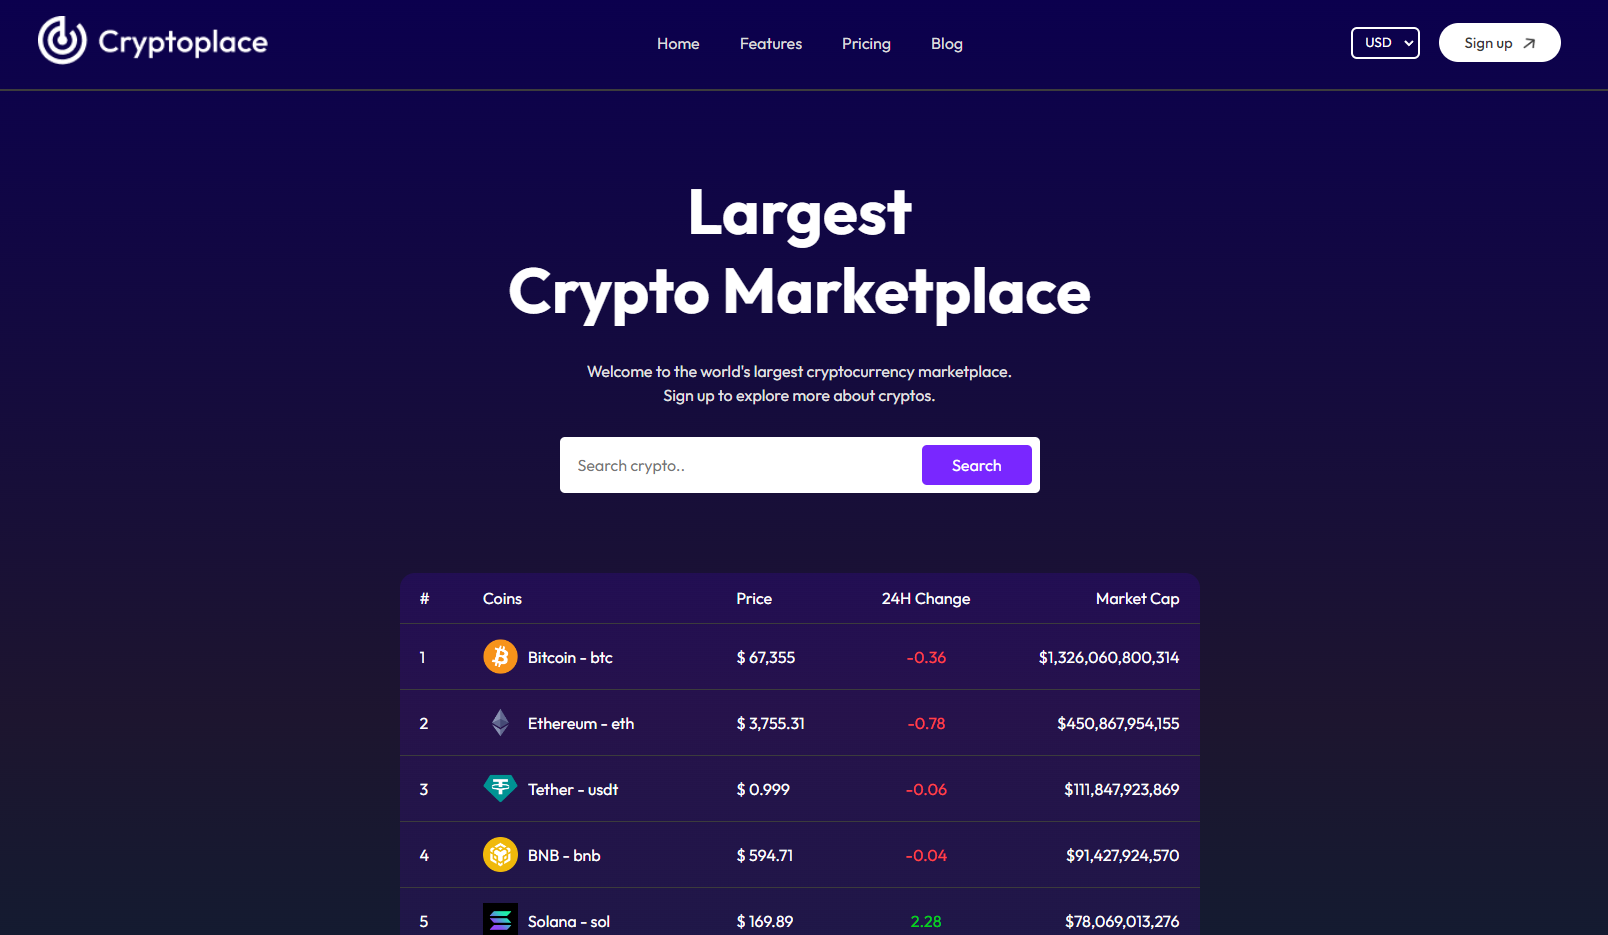 Cryptoplace
Home Features Pricing Blog
USD
Sign up
Largest
Crypto Marketplace
Welcome to the world's largest cryptocurrency marketplace.
Sign up to explore more about cryptos.
Search crypto.. Search
# Coins Price 24H Change Market Cap
1 Bitcoin - btc $ 67,355 -0.36 $1,326,060,800,314
2 Ethereum - eth $ 3,755.31 -0.78 $450,867,954,155
3 Tether - usdt $ 0.999 -0.06 $111,847,923,869
4 BNB - bnb $ 594.71 -0.04 $91,427,924,570
5 Solana - sol $ 169.89 2.28 $78,069,013,276